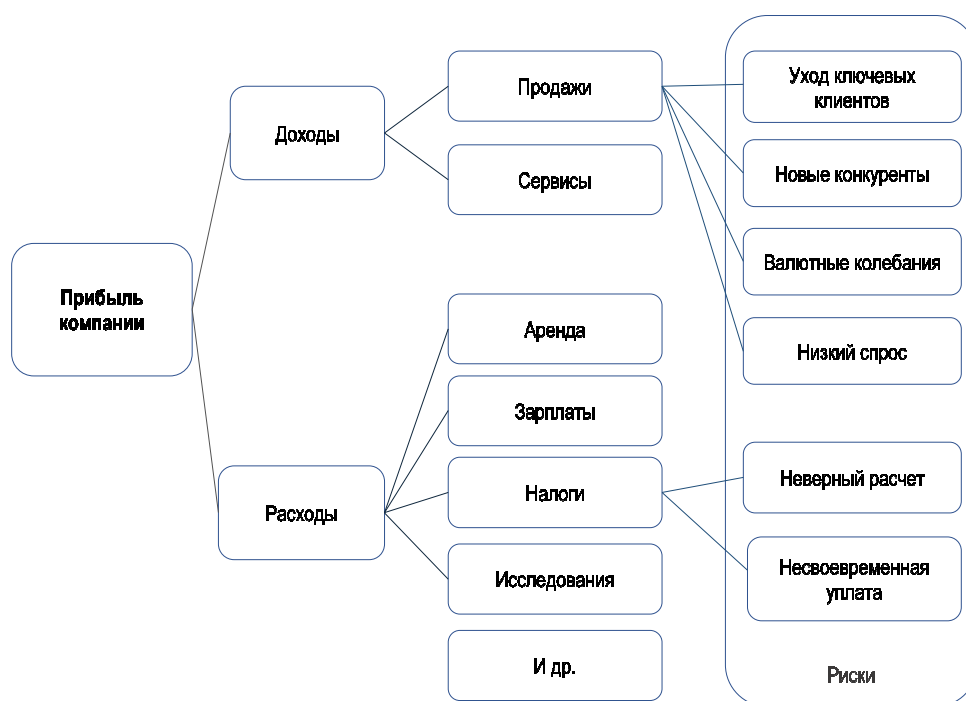 Прибыль
компании
Доходы
Расходы
Продажи
Сервисы
Аренда
Зарплаты
Налоги
Исследования
И др.
Уход ключевых
клиентов
Новые конкуренты
Валютные колебания
Низкий спрос
Неверный расчет
Несвоевременная
уплата
Риски